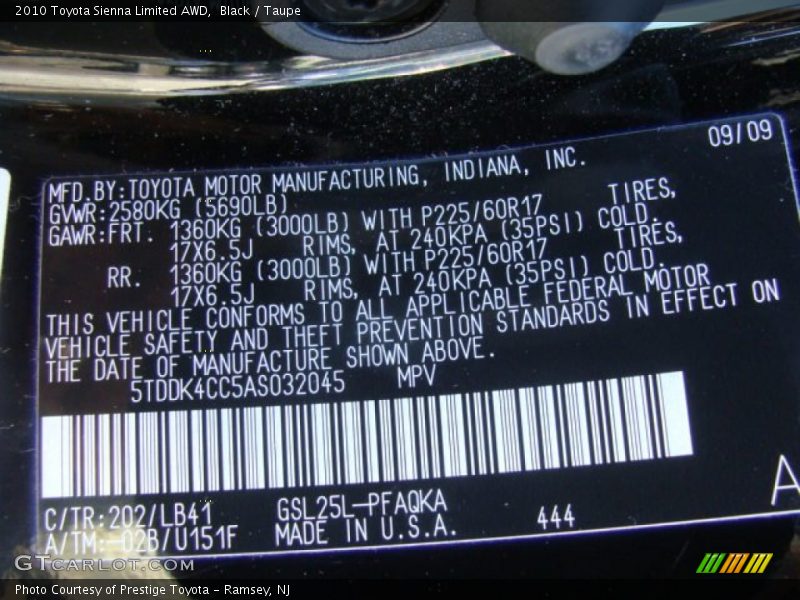 2010 Toyota Sienna Limited AWD, Black / Taupe
09/09
MFD.BY:TOYOTA MOTOR MANUFACTURING, INDIANA, INC.
GVWR:2580KG (5690LB)
GAWR:FRT. 1360KG (3000LB) WITH P225/60R17 TIRES,
17X6.5J RIMS, AT 240KPA (35PSI) COLD.
RR. 1360KG (3000LB) WITH P225/60R17 TIRES,
17X6.5J RIMS, AT 240KPA (35PSI) COLD.
THIS VEHICLE CONFORMS TO ALL APPLICABLE FEDERAL MOTOR
VEHICLE SAFETY AND THEFT PREVENTION STANDARDS IN EFFECT ON
THE DATE OF MANUFACTURE SHOWN ABOVE.
5TDDK4CC5AS032045 MPV
C/TR:202/LB41 GSL25L-PFAQKA
A/TM:-02B/U151F MADE IN U.S.A. 444
A
GTcarlot.com
Photo Courtesy of Prestige Toyota - Ramsey, NJ